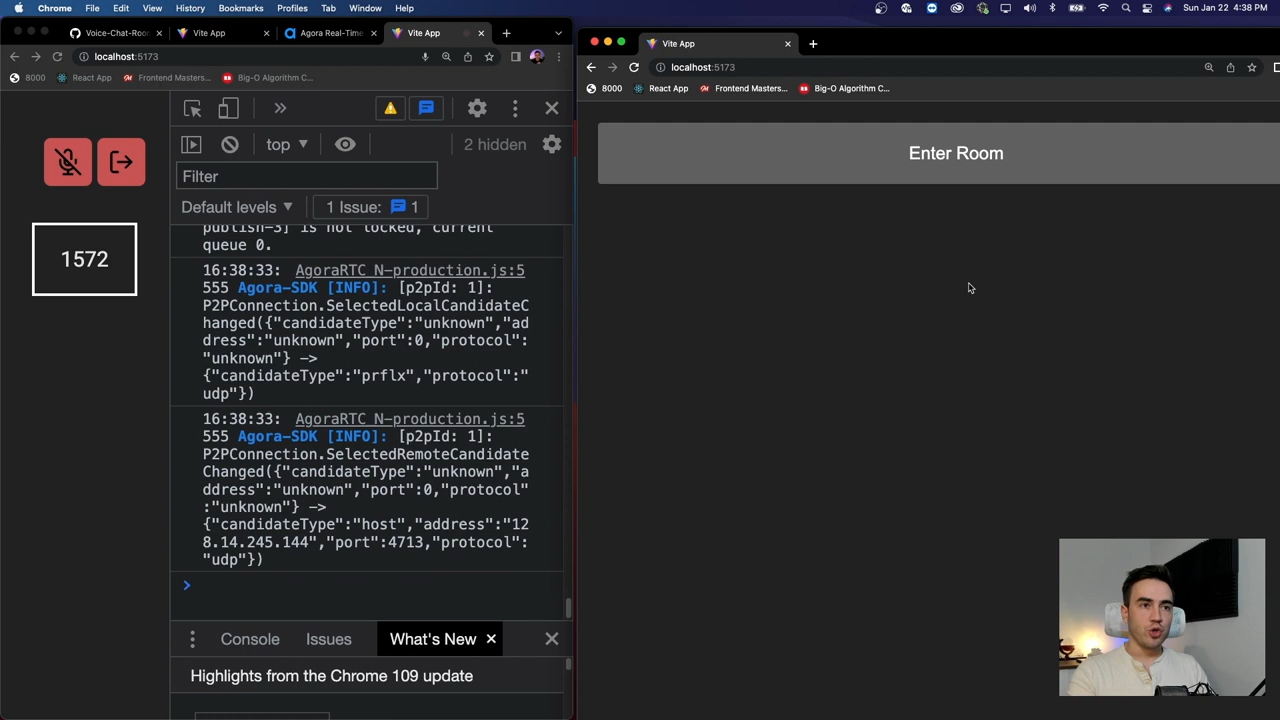 Chrome File Edit View History Bookmarks Profiles Tab Window Help
Sun Jan 22 4:38 PM
Voice-Chat-Roo
Vite App
Agora Real-Time
Vite App
localhost:5173
8000 React App Frontend Masters... Big-O Algorithm C...
top
2 hidden
Filter
Default levels
1 Issue: 1
publish-3] is not locked, current
queue 0.
16:38:33: AgoraRTC_N-production.js:5
555 Agora-SDK [INFO]: [p2pId: 1]:
P2PConnection.SelectedLocalCandidateC
hanged({"candidateType":"unknown","ad
dress":"unknown","port":0,"protocol":
"unknown"} ->
{"candidateType":"prflx","protocol":"
udp"})
16:38:33: AgoraRTC_N-production.js:5
555 Agora-SDK [INFO]: [p2pId: 1]:
P2PConnection.SelectedRemoteCandidate
Changed({"candidateType":"unknown","a
ddress":"unknown","port":0,"protocol"
:"unknown"} ->
{"candidateType":"host","address":"12
8.14.245.144","port":4713,"protocol":
"udp"})
>
Console Issues What's New
Highlights from the Chrome 109 update
1572
Vite App
localhost:5173
8000 React App Frontend Masters... Big-O Algorithm C...
Enter Room